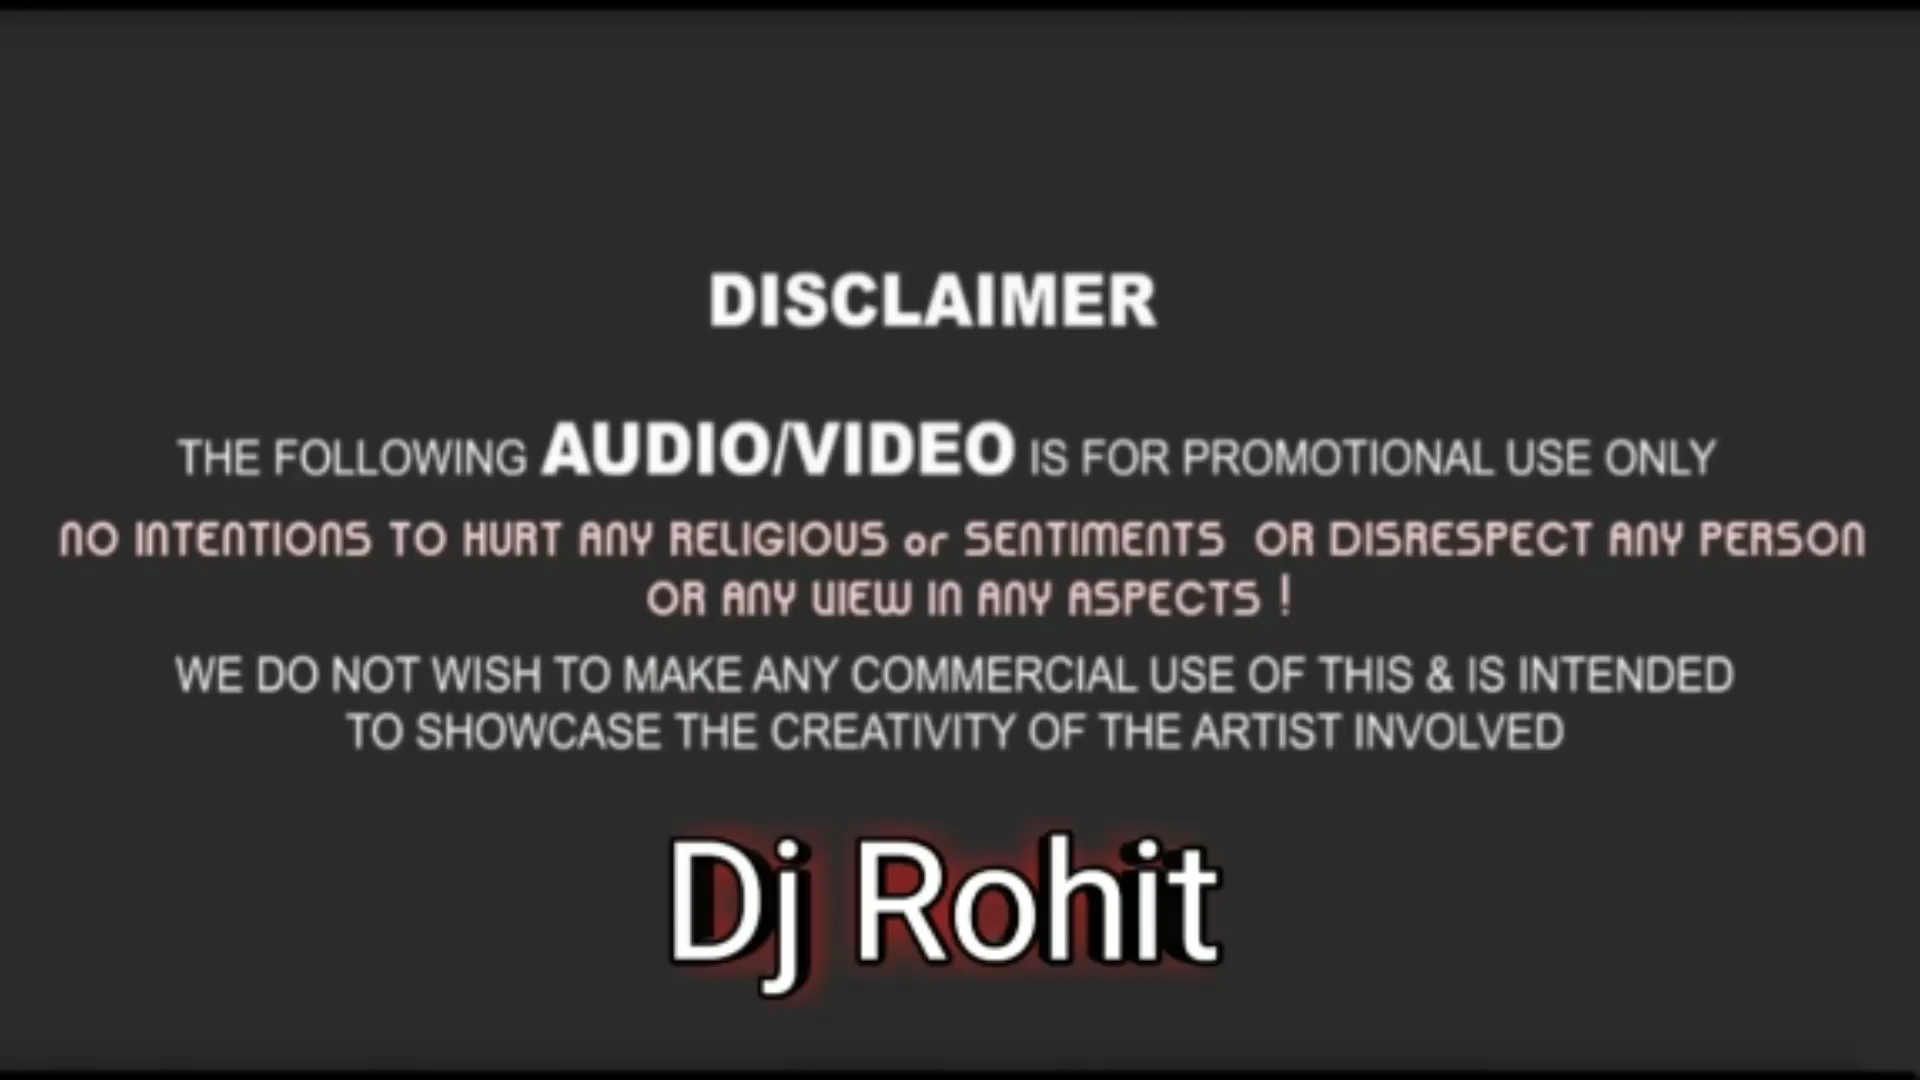 DISCLAIMER
THE FOLLOWING AUDIO/VIDEO IS FOR PROMOTIONAL USE ONLY
NO INTENTIONS TO HURT ANY RELIGIOUS or SENTIMENTS OR DISRESPECT ANY PERSON
OR ANY VIEW IN ANY ASPECTS !
WE DO NOT WISH TO MAKE ANY COMMERCIAL USE OF THIS & IS INTENDED
TO SHOWCASE THE CREATIVITY OF THE ARTIST INVOLVED
Dj Rohit